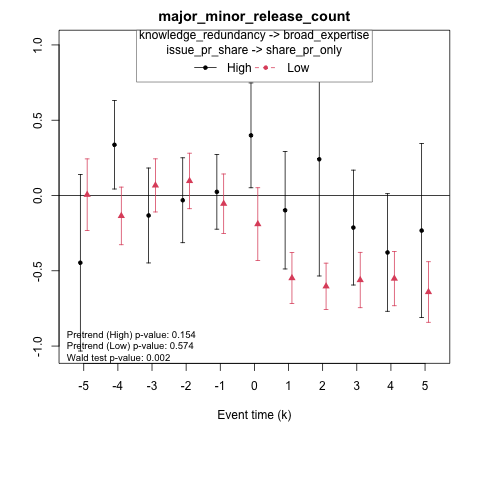 major_minor_release_count
knowledge_redundancy -> broad_expertise
issue_pr_share -> share_pr_only
High Low
1.0
0.5
0.0
-0.5
-1.0
Pretrend (High) p-value: 0.154
Pretrend (Low) p-value: 0.574
Wald test p-value: 0.002
-5 -4 -3 -2 -1 0 1 2 3 4 5
Event time (k)